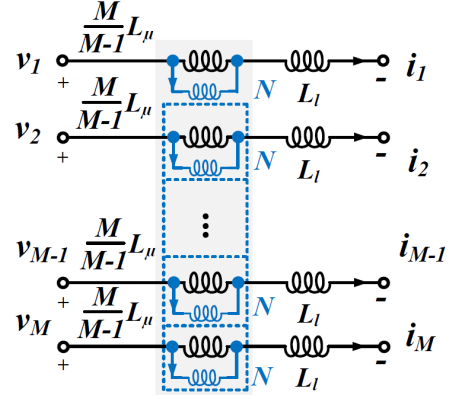 M/M-1 Lμ
v1 + N Ll - i1
M/M-1 Lμ
v2 + N Ll - i2
⋮
M/M-1 Lμ
vM-1 + N Ll - iM-1
M/M-1 Lμ
vM + N Ll - iM